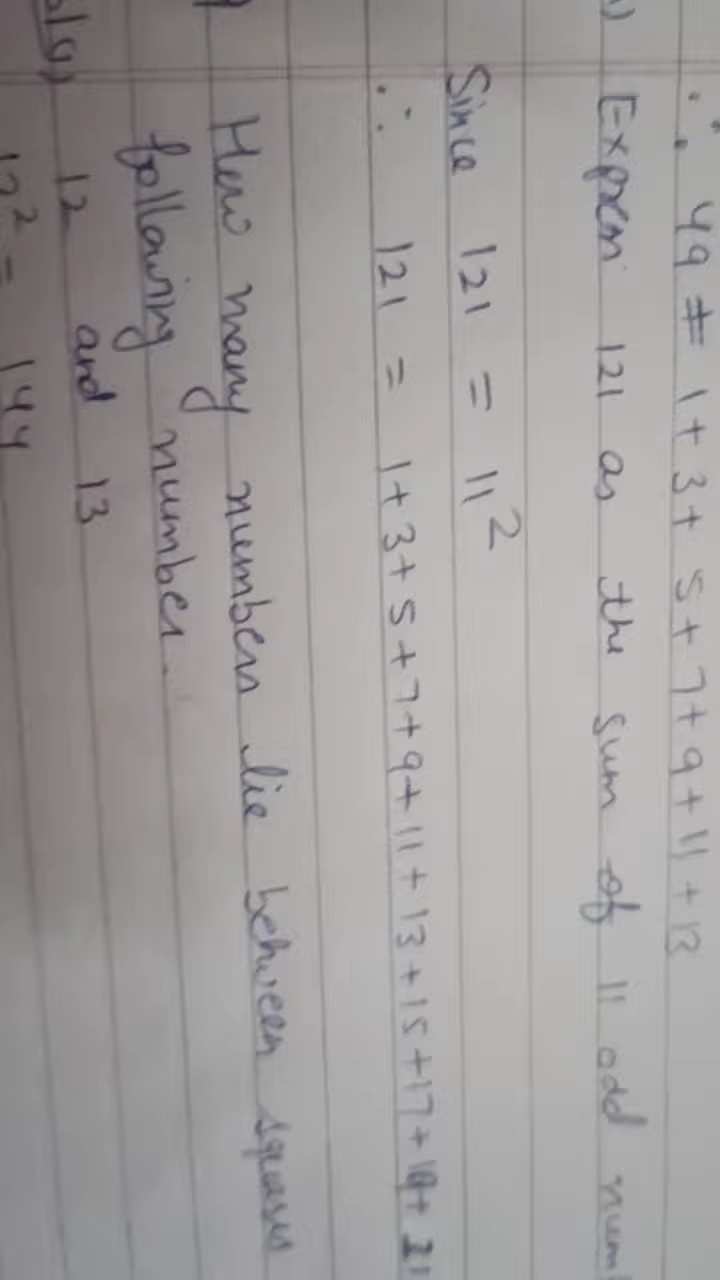 ∴ 49 ≠ 1 + 3 + 5 + 7 + 9 + 11 + 13
Expren 121 as the sum of 11 odd num
Since 121 = 11²
∴ 121 = 1 + 3 + 5 + 7 + 9 + 11 + 13 + 15 + 17 + 19 + 21
How many numbers lie between squares
following number.
12 and 13
12² = 144